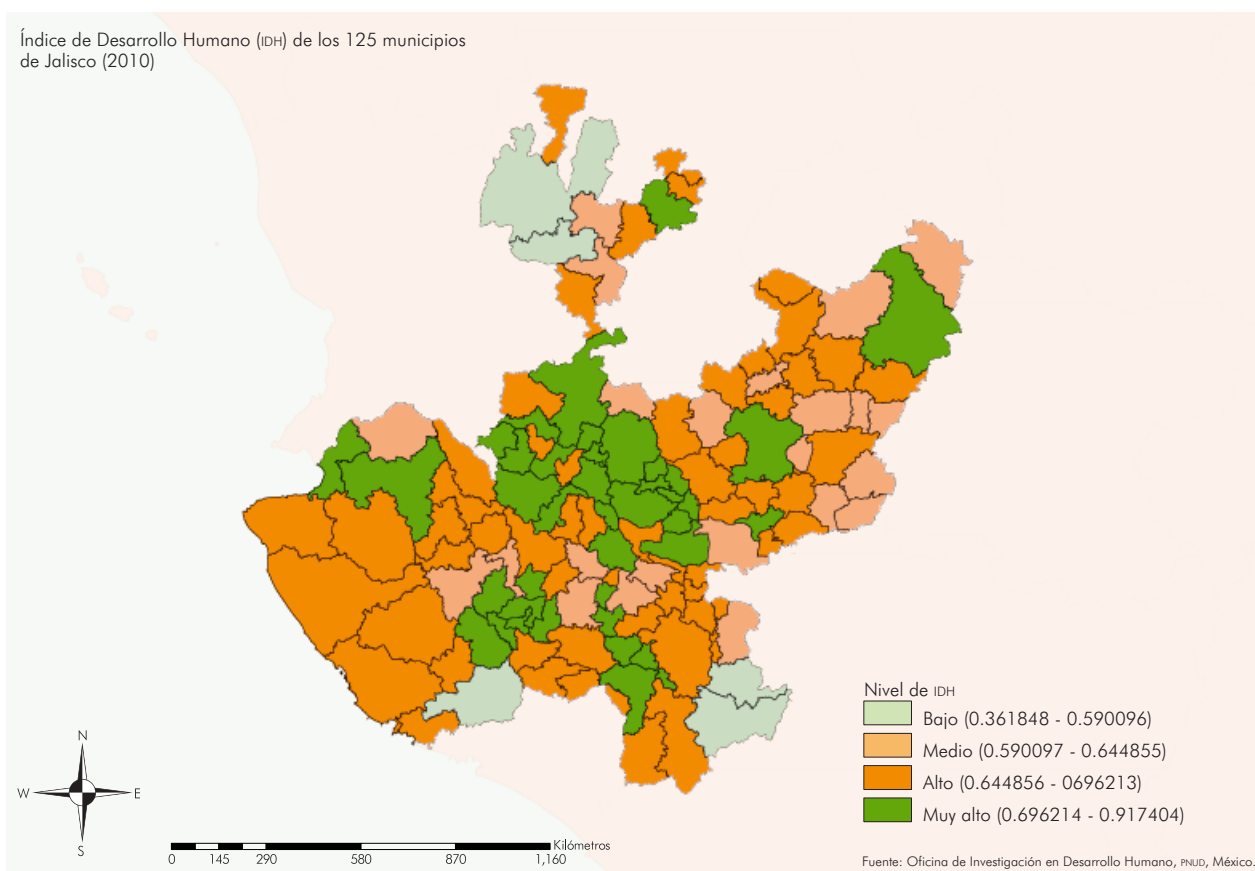 Índice de Desarrollo Humano (IDH) de los 125 municipios
de Jalisco (2010)
Nivel de IDH
Bajo (0.361848 - 0.590096)
Medio (0.590097 - 0.644855)
Alto (0.644856 - 0696213)
Muy alto (0.696214 - 0.917404)
N
W
E
S
Kilómetros
0 145 290 580 870 1,160
Fuente: Oficina de Investigación en Desarrollo Humano, PNUD, México.